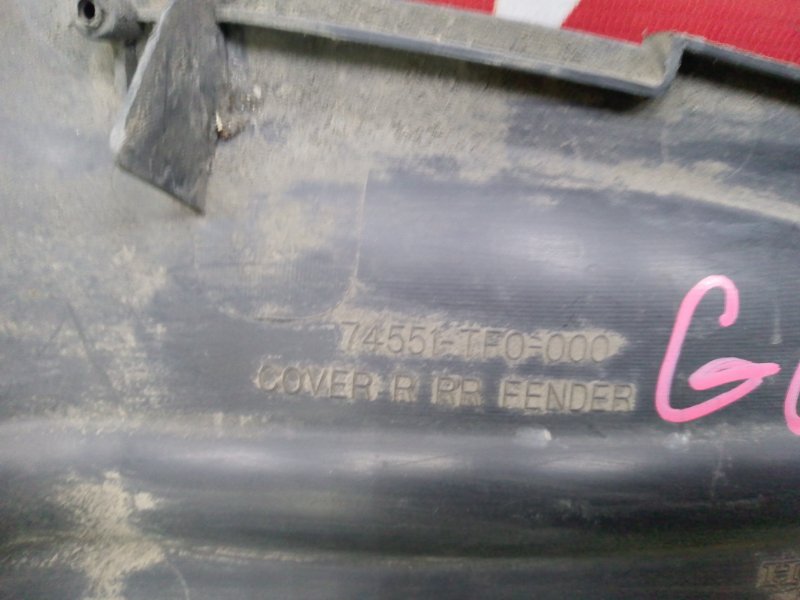 74551-TF0-000
COVER R RR FENDER
G